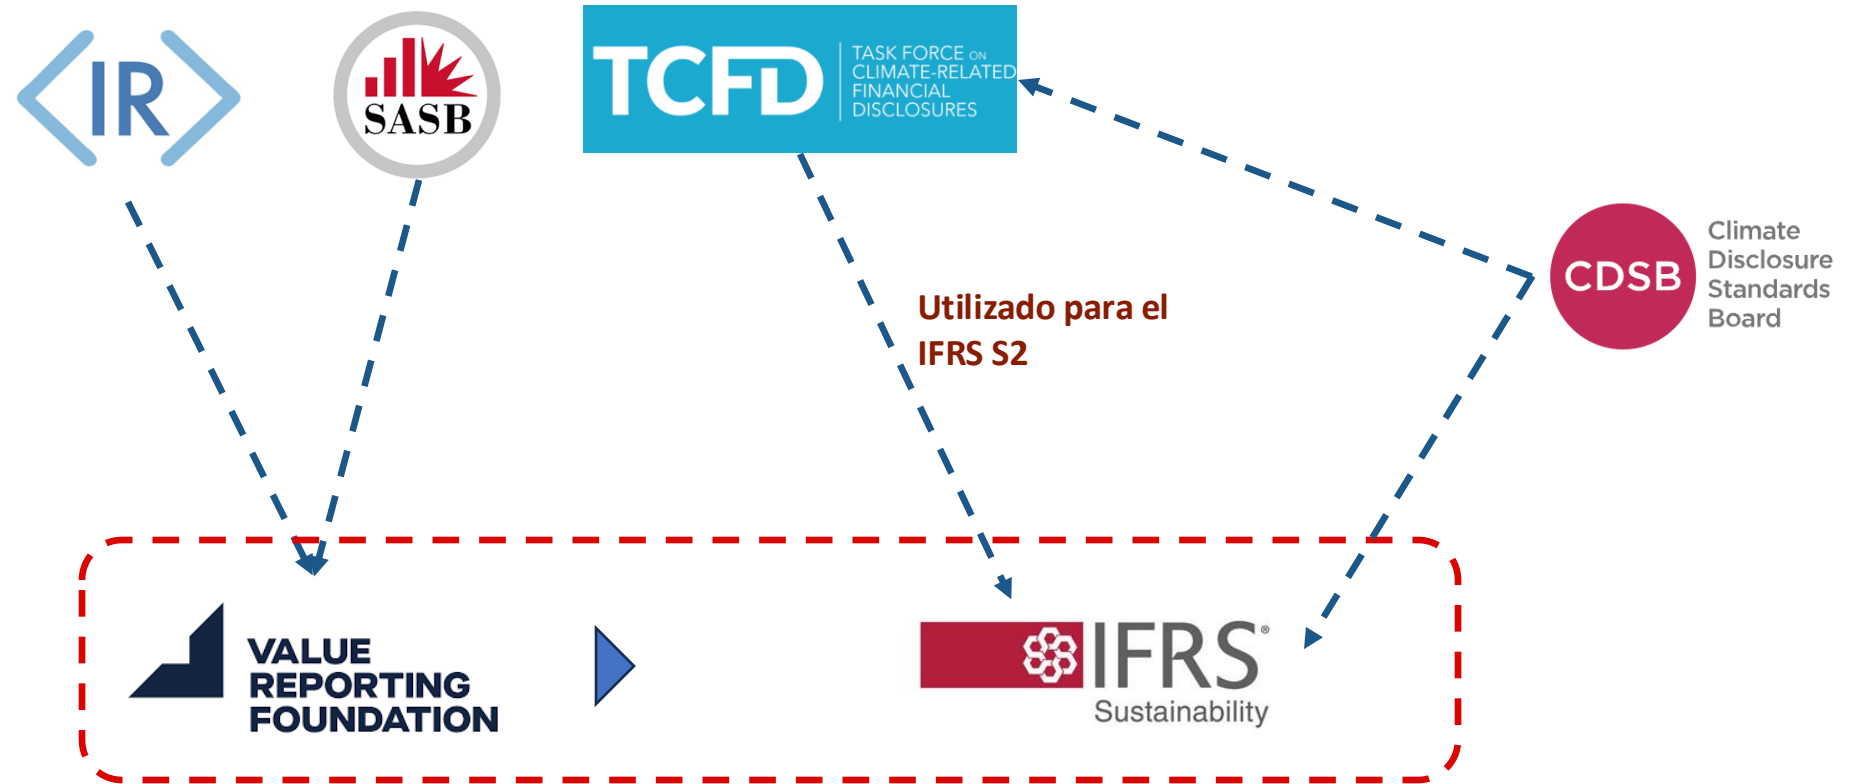 IR
SASB
TCFD
TASK FORCE ON
CLIMATE-RELATED
FINANCIAL
DISCLOSURES
CDSB
Climate
Disclosure
Standards
Board
Utilizado para el
IFRS S2
VALUE
REPORTING
FOUNDATION
IFRS®
Sustainability